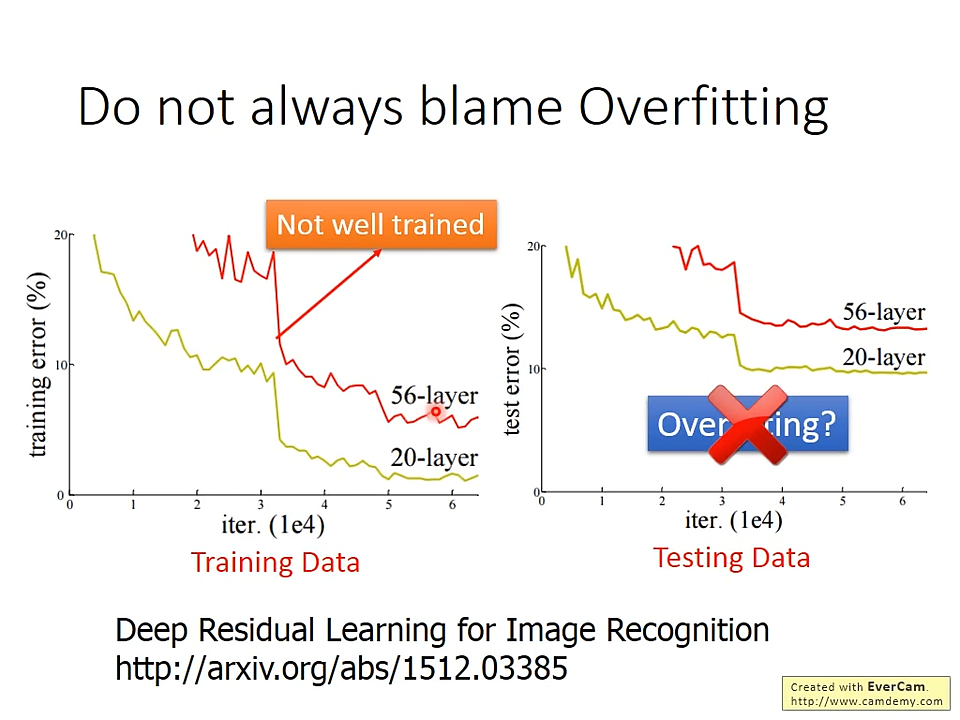 Do not always blame Overfitting
Not well trained
20
10
0
training error (%)
56-layer
20-layer
0 1 2 3 4 5 6
iter. (1e4)
Training Data
20
10
0
test error (%)
56-layer
20-layer
Overfitting?
0 1 2 3 4 5 6
iter. (1e4)
Testing Data
Deep Residual Learning for Image Recognition
http://arxiv.org/abs/1512.03385
Created with EverCam.
http://www.camdemy.com